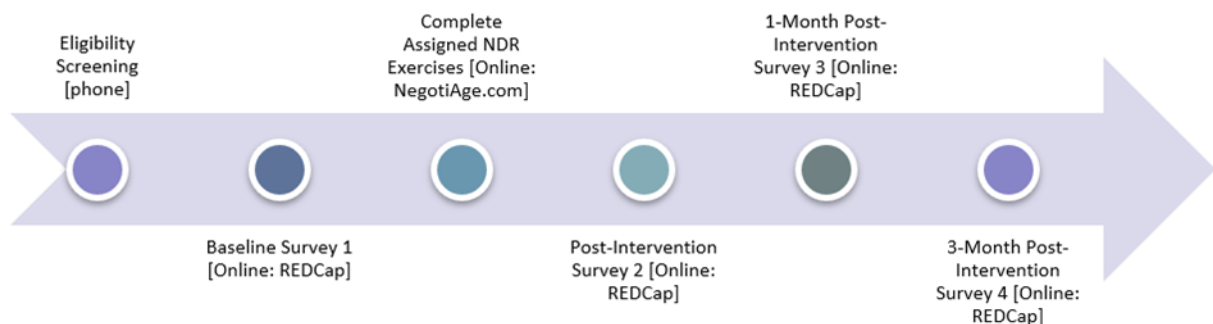 Eligibility
Screening
[phone]
Baseline Survey 1
[Online: REDCap]
Complete
Assigned NDR
Exercises [Online:
NegotiAge.com]
Post-Intervention
Survey 2 [Online:
REDCap]
1-Month Post-
Intervention
Survey 3 [Online:
REDCap]
3-Month Post-
Intervention
Survey 4 [Online:
REDCap]